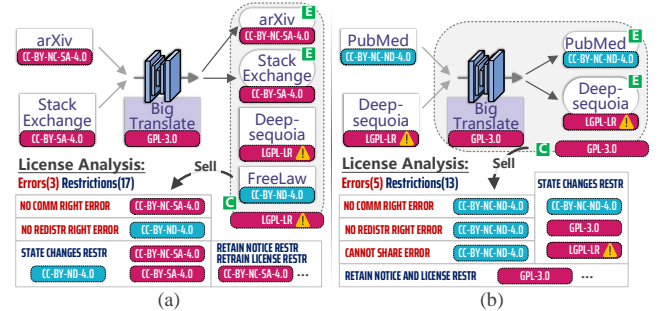 arXiv
CC-BY-NC-SA-4.0
Stack
Exchange
CC-BY-SA-4.0
Big
Translate
GPL-3.0
E
arXiv
CC-BY-NC-SA-4.0
E
Stack
Exchange
CC-BY-SA-4.0
Deep-
sequoia
LGPL-LR
FreeLaw
CC-BY-ND-4.0
C
LGPL-LR
Sell
License Analysis:
Errors(3) Restrictions(17)
NO COMM RIGHT ERROR
CC-BY-NC-SA-4.0
NO REDISTR RIGHT ERROR
CC-BY-ND-4.0
STATE CHANGES RESTR
CC-BY-NC-SA-4.0
CC-BY-ND-4.0
CC-BY-SA-4.0
RETAIN NOTICE RESTR
RETRAIN LICENSE RESTR
CC-BY-NC-SA-4.0 ...
(a)
PubMed
CC-BY-NC-ND-4.0
Deep-
sequoia
LGPL-LR
Big
Translate
GPL-3.0
E
PubMed
CC-BY-NC-ND-4.0
E
Deep-
sequoia
LGPL-LR
C
GPL-3.0
Sell
License Analysis:
Errors(5) Restrictions(13)
NO COMM RIGHT ERROR
CC-BY-NC-ND-4.0
NO REDISTR RIGHT ERROR
CC-BY-NC-ND-4.0
CANNOT SHARE ERROR
CC-BY-NC-ND-4.0
STATE CHANGES RESTR
CC-BY-NC-ND-4.0
GPL-3.0
LGPL-LR
RETAIN NOTICE AND LICENSE RESTR
GPL-3.0 ...
(b)